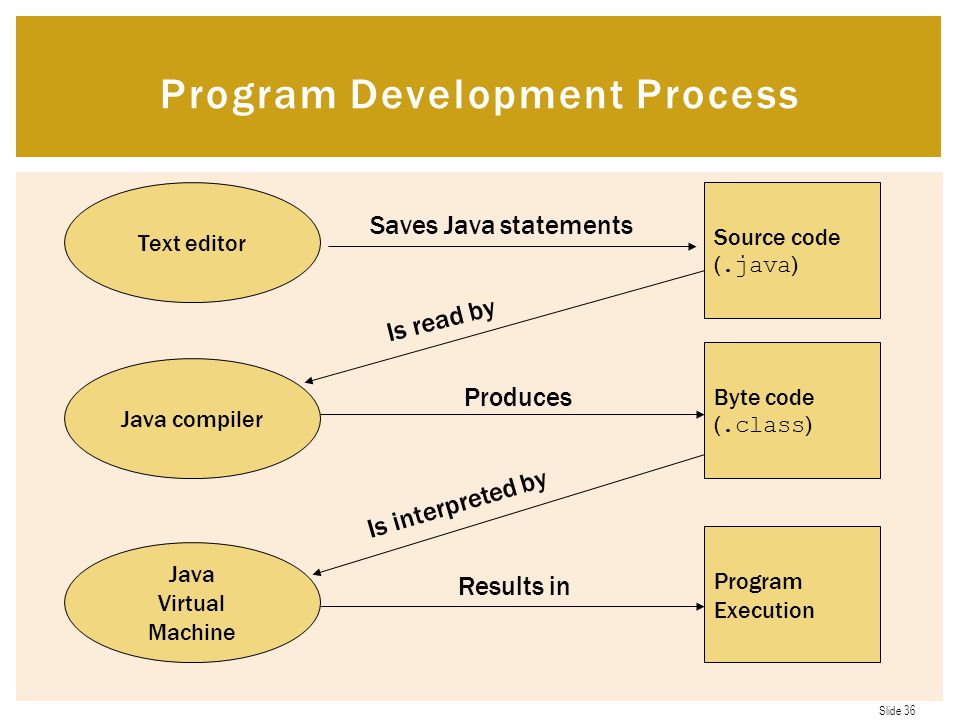 Program Development Process
Text editor
Saves Java statements
Source code
(.java)
Is read by
Java compiler
Produces
Byte code
(.class)
Is interpreted by
Java
Virtual
Machine
Results in
Program
Execution
Slide 36